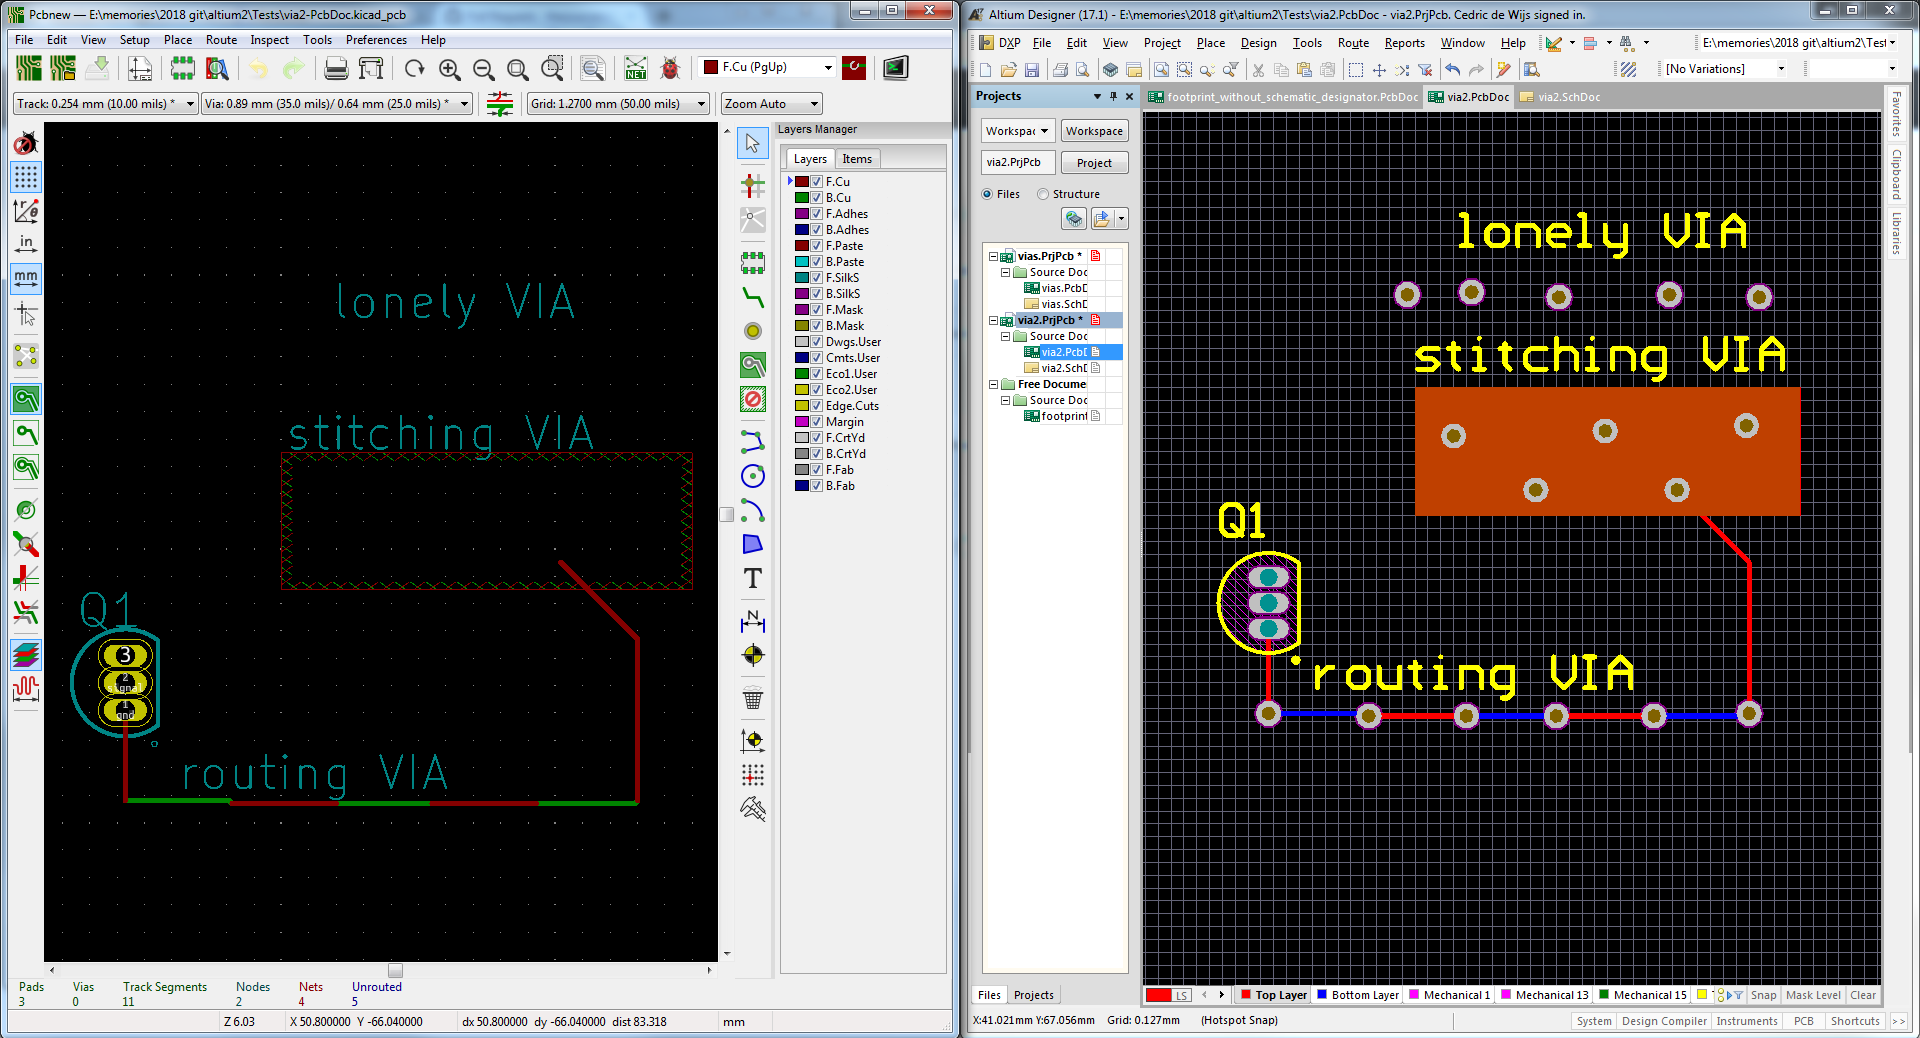 Pcbnew — E:\memories\2018 git\altium2\Tests\via2-PcbDoc.kicad_pcb
File Edit View Setup Place Route Inspect Tools Preferences Help
NET
F.Cu (PgUp)
Track: 0.254 mm (10.00 mils) *
Via: 0.89 mm (35.0 mil)/ 0.64 mm (25.0 mils) *
Grid: 1.2700 mm (50.00 mils)
Zoom Auto
in
mm
lonely VIA
stitching VIA
Q1
3
2
signal
1
gnd
routing VIA
T
N
Layers Manager
Layers Items
F.Cu
B.Cu
F.Adhes
B.Adhes
F.Paste
B.Paste
F.SilkS
B.SilkS
F.Mask
B.Mask
Dwgs.User
Cmts.User
Eco1.User
Eco2.User
Edge.Cuts
Margin
F.CrtYd
B.CrtYd
F.Fab
B.Fab
Pads Vias Track Segments Nodes Nets Unrouted
3 0 11 2 4 5
Z 6.03 X 50.800000 Y -66.040000 dx 50.800000 dy -66.040000 dist 83.318 mm
Altium Designer (17.1) - E:\memories\2018 git\altium2\Tests\via2.PcbDoc - via2.PrjPcb. Cedric de Wijs signed in.
DXP File Edit View Project Place Design Tools Route Reports Window Help
E:\memories\2018 git\altium2\Test
[No Variations]
Projects
footprint_without_schematic_designator.PcbDoc via2.PcbDoc via2.SchDoc
Workspac Workspace
via2.PrjPcb Project
Files Structure
vias.PrjPcb *
Source Doc
vias.PcbD
vias.SchD
via2.PrjPcb *
Source Doc
via2.PcbD
via2.SchD
Free Docume
Source Doc
footprint
Files Projects
lonely VIA
stitching VIA
Q1
routing VIA
Favorites
Clipboard
Libraries
LS Top Layer Bottom Layer Mechanical 1 Mechanical 13 Mechanical 15 Snap Mask Level Clear
X:41.021mm Y:67.056mm Grid: 0.127mm (Hotspot Snap)
System Design Compiler Instruments PCB Shortcuts >>